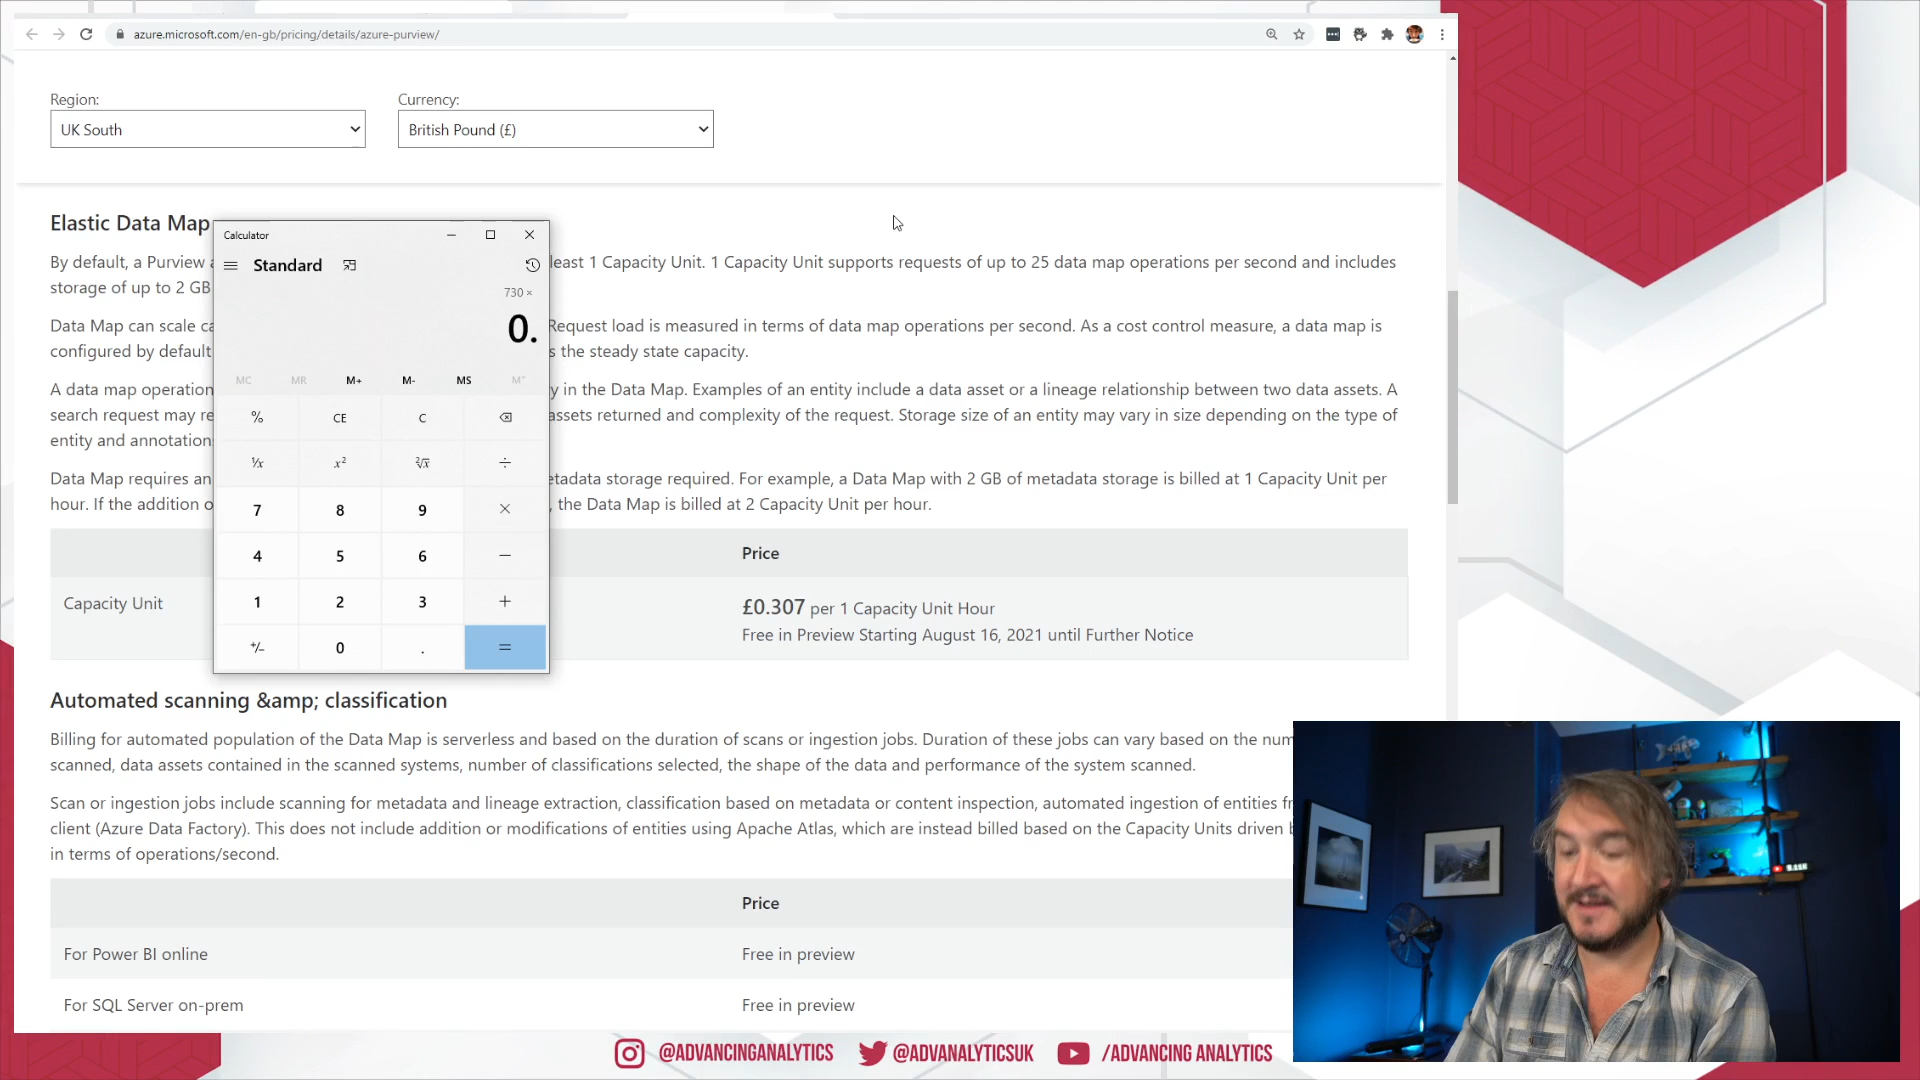 azure.microsoft.com/en-gb/pricing/details/azure-purview/
Region:
Currency:
UK South
British Pound (£)
Elastic Data Map
By default, a Purview a
least 1 Capacity Unit. 1 Capacity Unit supports requests of up to 25 data map operations per second and includes
storage of up to 2 GB
Data Map can scale ca
Request load is measured in terms of data map operations per second. As a cost control measure, a data map is
configured by default
s the steady state capacity.
A data map operation
y in the Data Map. Examples of an entity include a data asset or a lineage relationship between two data assets. A
search request may re
assets returned and complexity of the request. Storage size of an entity may vary in size depending on the type of
entity and annotation
Data Map requires an
etadata storage required. For example, a Data Map with 2 GB of metadata storage is billed at 1 Capacity Unit per
hour. If the addition o
, the Data Map is billed at 2 Capacity Unit per hour.
Calculator
Standard
730 ×
0.
MC MR M+ M- MS M˅
% CE C
⅟x x² ²√x ÷
7 8 9 ×
4 5 6 −
1 2 3 +
+/− 0 . =
Price
Capacity Unit
£0.307 per 1 Capacity Unit Hour
Free in Preview Starting August 16, 2021 until Further Notice
Automated scanning &amp; classification
Billing for automated population of the Data Map is serverless and based on the duration of scans or ingestion jobs. Duration of these jobs can vary based on the num
scanned, data assets contained in the scanned systems, number of classifications selected, the shape of the data and performance of the system scanned.
Scan or ingestion jobs include scanning for metadata and lineage extraction, classification based on metadata or content inspection, automated ingestion of entities fr
client (Azure Data Factory). This does not include addition or modifications of entities using Apache Atlas, which are instead billed based on the Capacity Units driven b
in terms of operations/second.
Price
For Power BI online
Free in preview
For SQL Server on-prem
Free in preview
@ADVANCINGANALYTICS
@ADVANALYTICSUK
/ADVANCING ANALYTICS